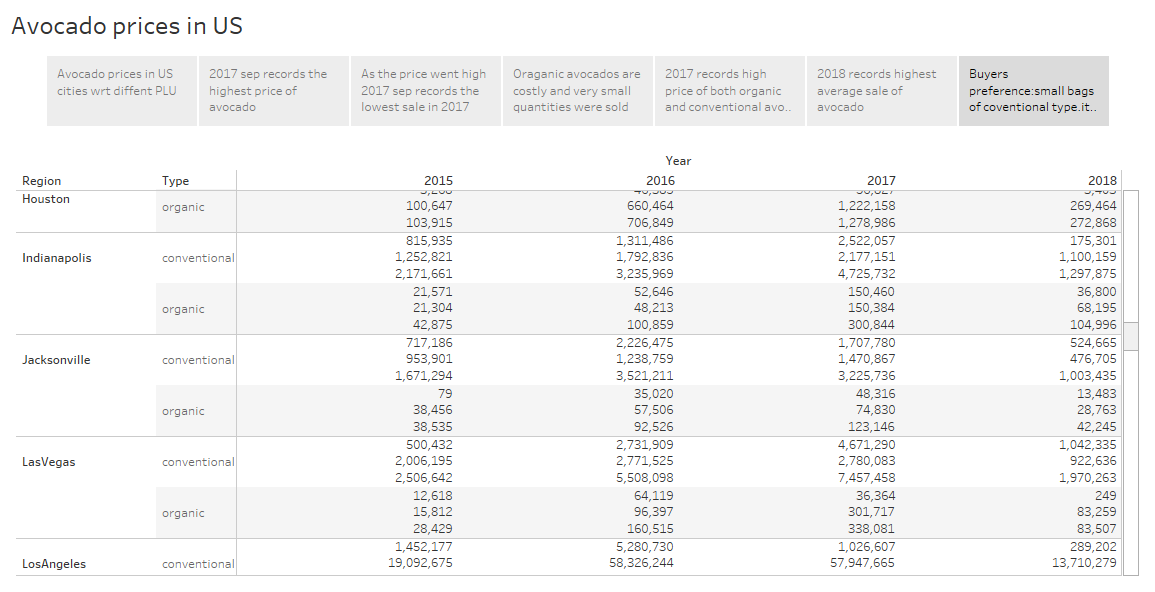 Avocado prices in US
Avocado prices in US
cities wrt diffent PLU
2017 sep records the
highest price of
avocado
As the price went high
2017 sep records the
lowest sale in 2017
Oraganic avocados are
costly and very small
quantities were sold
2017 records high
price of both organic
and conventional avo..
2018 records highest
average sale of
avocado
Buyers
preference:small bags
of coventional type.it..
Year
Region Type 2015 2016 2017 2018
Houston
organic 100,647 660,464 1,222,158 269,464
103,915 706,849 1,278,986 272,868
815,935 1,311,486 2,522,057 175,301
Indianapolis conventional 1,252,821 1,792,836 2,177,151 1,100,159
2,171,661 3,235,969 4,725,732 1,297,875
21,571 52,646 150,460 36,800
organic 21,304 48,213 150,384 68,195
42,875 100,859 300,844 104,996
717,186 2,226,475 1,707,780 524,665
Jacksonville conventional 953,901 1,238,759 1,470,867 476,705
1,671,294 3,521,211 3,225,736 1,003,435
79 35,020 48,316 13,483
organic 38,456 57,506 74,830 28,763
38,535 92,526 123,146 42,245
500,432 2,731,909 4,671,290 1,042,335
LasVegas conventional 2,006,195 2,771,525 2,780,083 922,636
2,506,642 5,508,098 7,457,458 1,970,263
12,618 64,119 36,364 249
organic 15,812 96,397 301,717 83,259
28,429 160,515 338,081 83,507
1,452,177 5,280,730 1,026,607 289,202
LosAngeles conventional 19,092,675 58,326,244 57,947,665 13,710,279